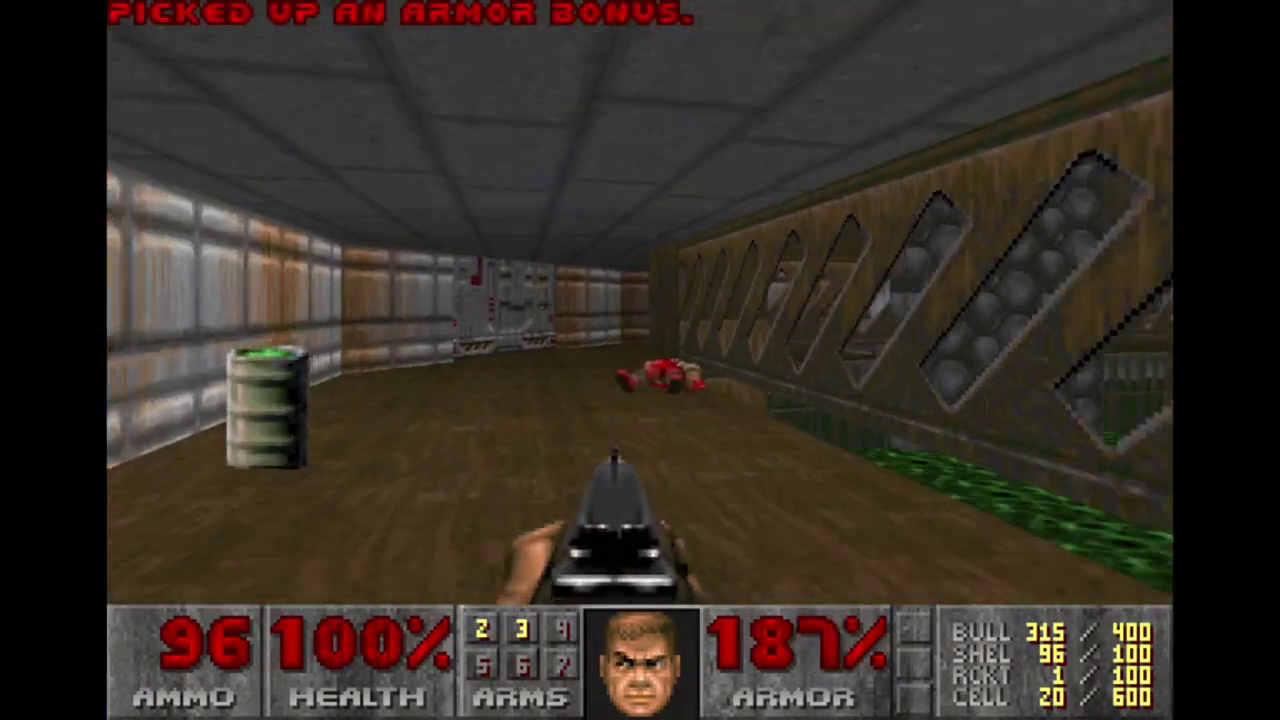 PICKED UP AN ARMOR BONUS.
96 100% 2 3 4 187% BULL 315 / 400
5 6 7 SHEL 96 / 100
RCKT 1 / 100
AMMO HEALTH ARMS ARMOR CELL 20 / 600